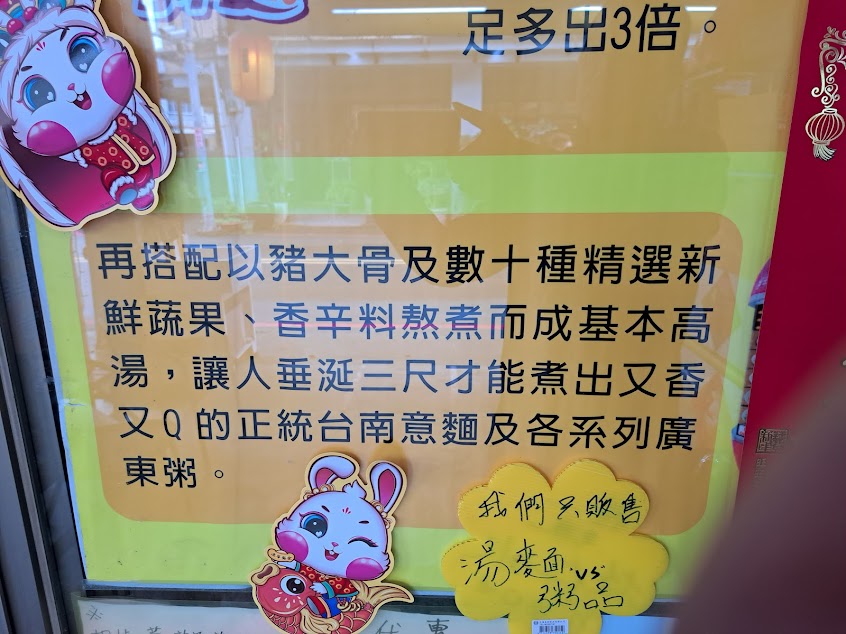 足多出3倍。
再搭配以豬大骨及數十種精選新
鮮蔬果、香辛料熬煮而成基本高
湯，讓人垂涎三尺才能煮出又香
又Q的正統台南意麵及各系列廣
東粥。
我們只販售
湯麵.vs
粥品